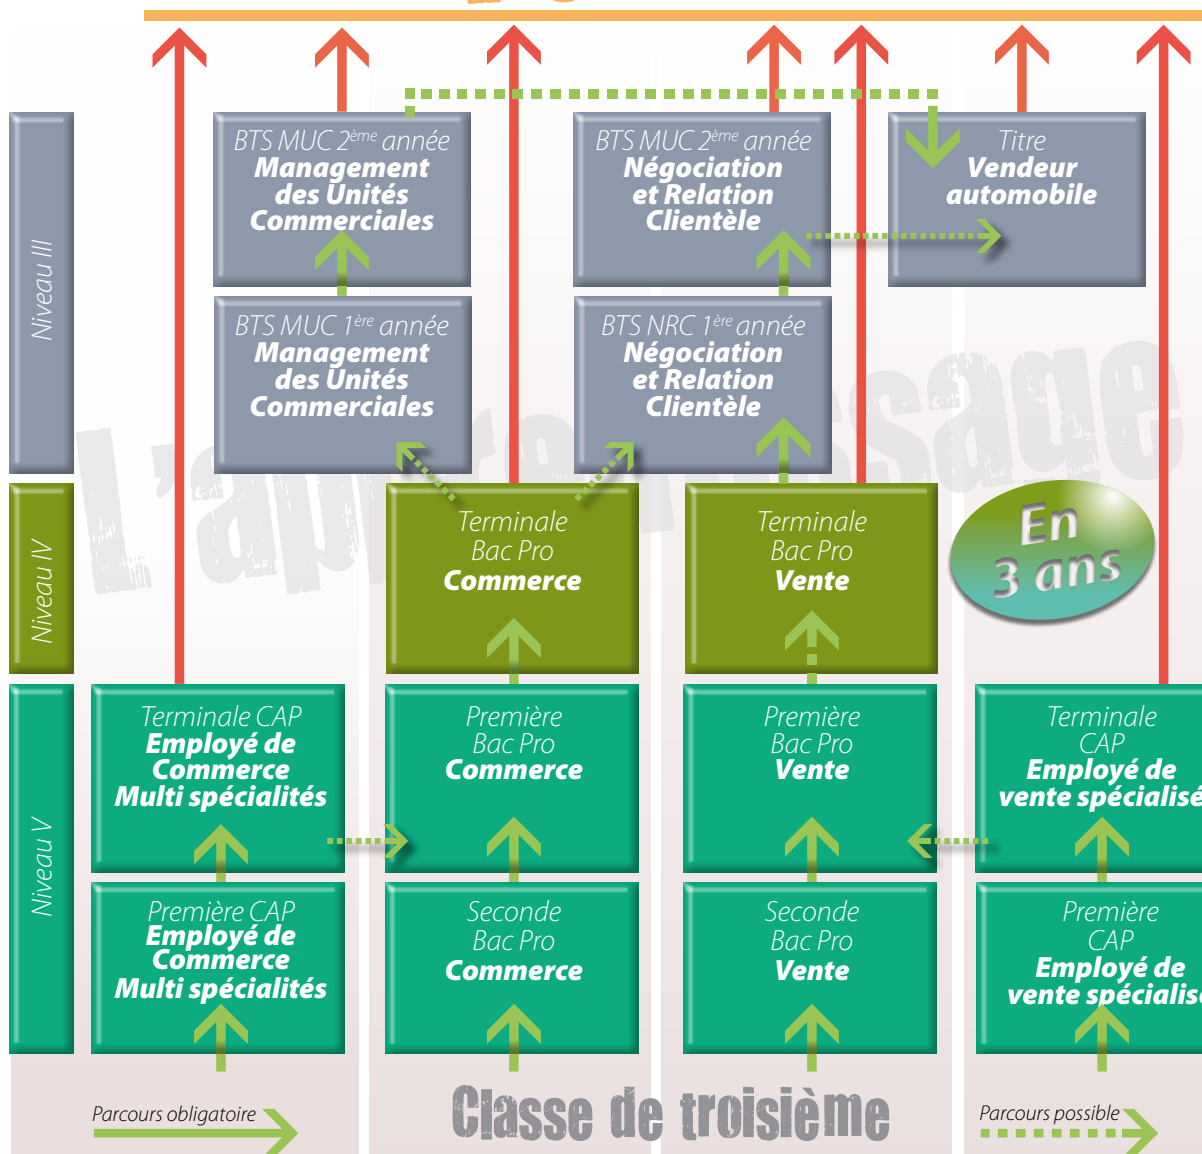 BTS MUC 2ème année
Management
des Unités
Commerciales
BTS MUC 2ème année
Négociation
et Relation
Clientèle
Titre
Vendeur
automobile
Niveau III
BTS MUC 1ère année
Management
des Unités
Commerciales
BTS NRC 1ère année
Négociation
et Relation
Clientèle
Niveau IV
Terminale
Bac Pro
Commerce
Terminale
Bac Pro
Vente
En
3 ans
Niveau V
Terminale CAP
Employé de
Commerce
Multi spécialités
Première
Bac Pro
Commerce
Première
Bac Pro
Vente
Terminale
CAP
Employé de
vente spécialisé
Première CAP
Employé de
Commerce
Multi spécialités
Seconde
Bac Pro
Commerce
Seconde
Bac Pro
Vente
Première
CAP
Employé de
vente spécialisé
Parcours obligatoire
Classe de troisième
Parcours possible